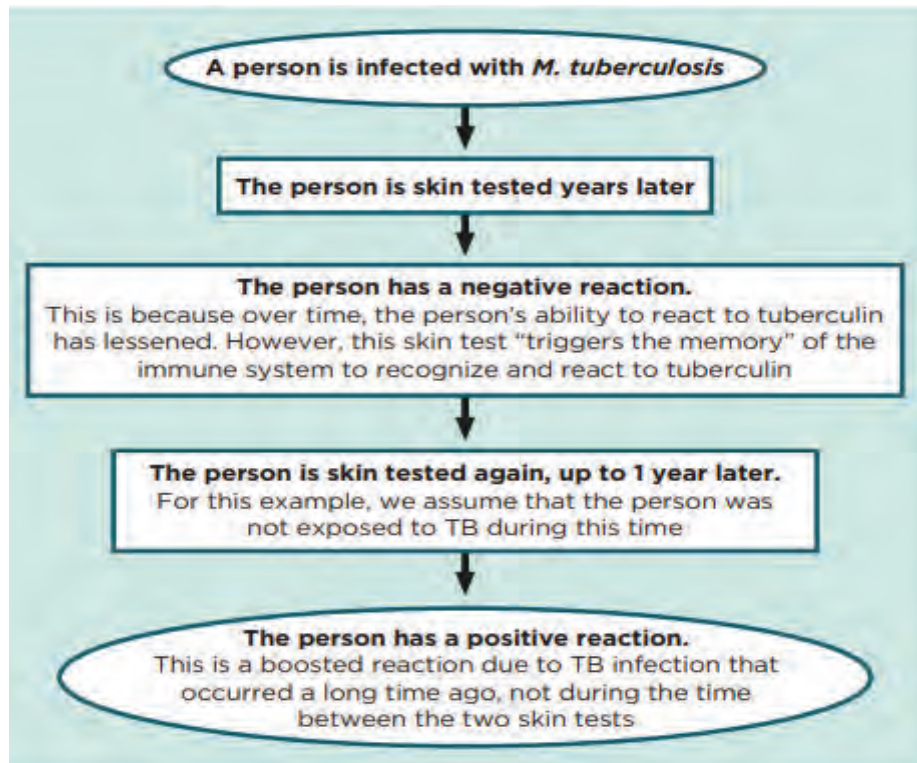 A person is infected with M. tuberculosis
The person is skin tested years later
The person has a negative reaction.
This is because over time, the person's ability to react to tuberculin
has lessened. However, this skin test “triggers the memory” of the
immune system to recognize and react to tuberculin
The person is skin tested again, up to 1 year later.
For this example, we assume that the person was
not exposed to TB during this time
The person has a positive reaction.
This is a boosted reaction due to TB infection that
occurred a long time ago, not during the time
between the two skin tests